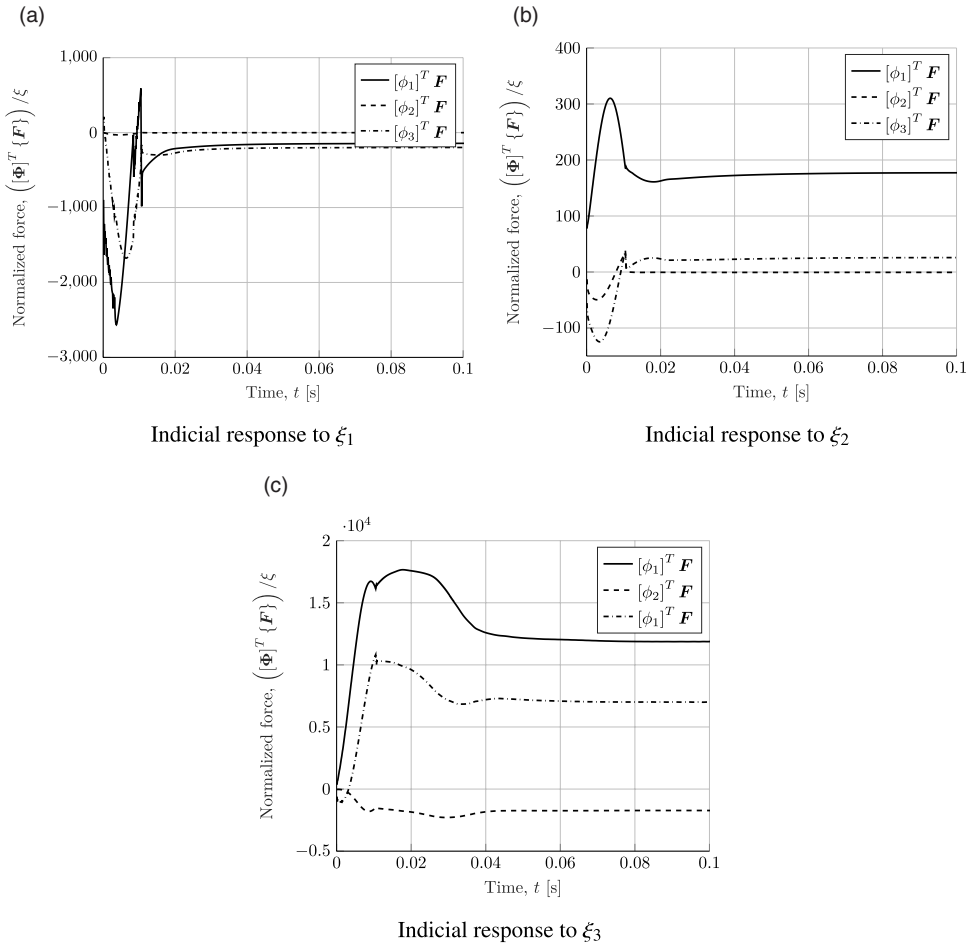 (a)
1,000
0
−1,000
−2,000
−3,000
0 0.02 0.04 0.06 0.08 0.1
Normalized force, ([Φ]^T {F}) /ξ
Time, t [s]
[ϕ1]^T F
[ϕ2]^T F
[ϕ3]^T F
Indicial response to ξ1
(b)
400
300
200
100
0
−100
0 0.02 0.04 0.06 0.08 0.1
Normalized force, ([Φ]^T {F}) /ξ
Time, t [s]
[ϕ1]^T F
[ϕ2]^T F
[ϕ3]^T F
Indicial response to ξ2
(c)
·10^4
2
1.5
1
0.5
0
−0.5
0 0.02 0.04 0.06 0.08 0.1
Normalized force, ([Φ]^T {F}) /ξ
Time, t [s]
[ϕ1]^T F
[ϕ2]^T F
[ϕ1]^T F
Indicial response to ξ3